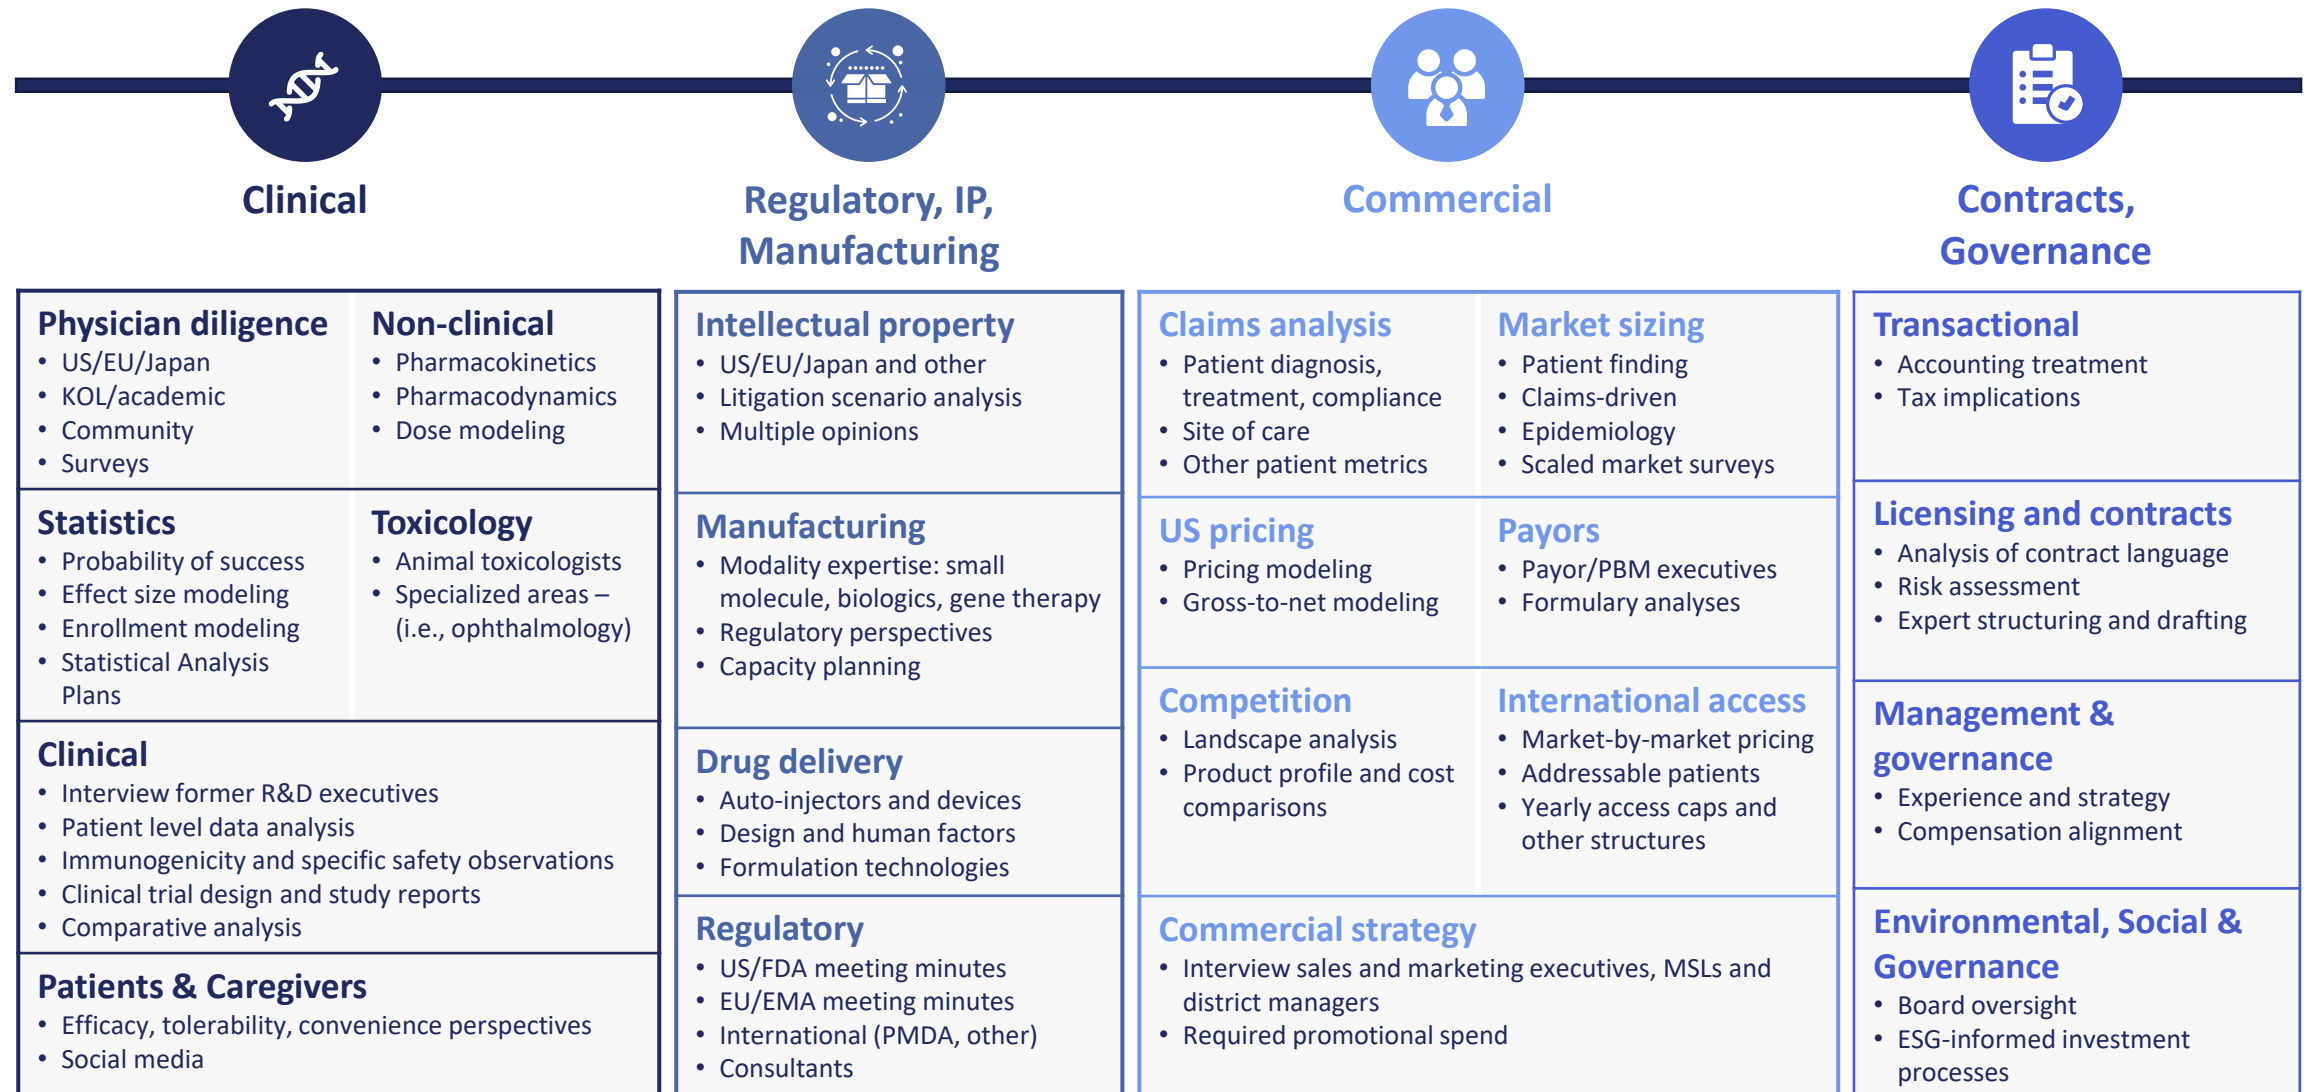 Clinical
Regulatory, IP,
Manufacturing
Commercial
Contracts,
Governance
Physician diligence
• US/EU/Japan
• KOL/academic
• Community
• Surveys
Non-clinical
• Pharmacokinetics
• Pharmacodynamics
• Dose modeling
Statistics
• Probability of success
• Effect size modeling
• Enrollment modeling
• Statistical Analysis
Plans
Toxicology
• Animal toxicologists
• Specialized areas –
(i.e., ophthalmology)
Clinical
• Interview former R&D executives
• Patient level data analysis
• Immunogenicity and specific safety observations
• Clinical trial design and study reports
• Comparative analysis
Patients & Caregivers
• Efficacy, tolerability, convenience perspectives
• Social media
Intellectual property
• US/EU/Japan and other
• Litigation scenario analysis
• Multiple opinions
Manufacturing
• Modality expertise: small
molecule, biologics, gene therapy
• Regulatory perspectives
• Capacity planning
Drug delivery
• Auto-injectors and devices
• Design and human factors
• Formulation technologies
Regulatory
• US/FDA meeting minutes
• EU/EMA meeting minutes
• International (PMDA, other)
• Consultants
Claims analysis
• Patient diagnosis,
treatment, compliance
• Site of care
• Other patient metrics
Market sizing
• Patient finding
• Claims-driven
• Epidemiology
• Scaled market surveys
US pricing
• Pricing modeling
• Gross-to-net modeling
Payors
• Payor/PBM executives
• Formulary analyses
Competition
• Landscape analysis
• Product profile and cost
comparisons
International access
• Market-by-market pricing
• Addressable patients
• Yearly access caps and
other structures
Commercial strategy
• Interview sales and marketing executives, MSLs and
district managers
• Required promotional spend
Transactional
• Accounting treatment
• Tax implications
Licensing and contracts
• Analysis of contract language
• Risk assessment
• Expert structuring and drafting
Management &
governance
• Experience and strategy
• Compensation alignment
Environmental, Social &
Governance
• Board oversight
• ESG-informed investment
processes